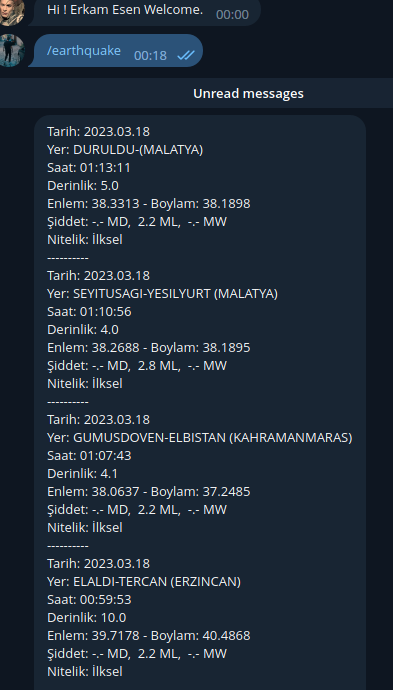 Hi ! Erkam Esen Welcome. 00:00
/earthquake 00:18
Unread messages
Tarih: 2023.03.18
Yer: DURULDU-(MALATYA)
Saat: 01:13:11
Derinlik: 5.0
Enlem: 38.3313 - Boylam: 38.1898
Şiddet: -.- MD,  2.2 ML,  -.- MW
Nitelik: İlksel
----------
Tarih: 2023.03.18
Yer: SEYITUSAGI-YESILYURT (MALATYA)
Saat: 01:10:56
Derinlik: 4.0
Enlem: 38.2688 - Boylam: 38.1895
Şiddet: -.- MD,  2.8 ML,  -.- MW
Nitelik: İlksel
----------
Tarih: 2023.03.18
Yer: GUMUSDOVEN-ELBISTAN (KAHRAMANMARAS)
Saat: 01:07:43
Derinlik: 4.1
Enlem: 38.0637 - Boylam: 37.2485
Şiddet: -.- MD,  2.2 ML,  -.- MW
Nitelik: İlksel
----------
Tarih: 2023.03.18
Yer: ELALDI-TERCAN (ERZINCAN)
Saat: 00:59:53
Derinlik: 10.0
Enlem: 39.7178 - Boylam: 40.4868
Şiddet: -.- MD,  2.2 ML,  -.- MW
Nitelik: İlksel